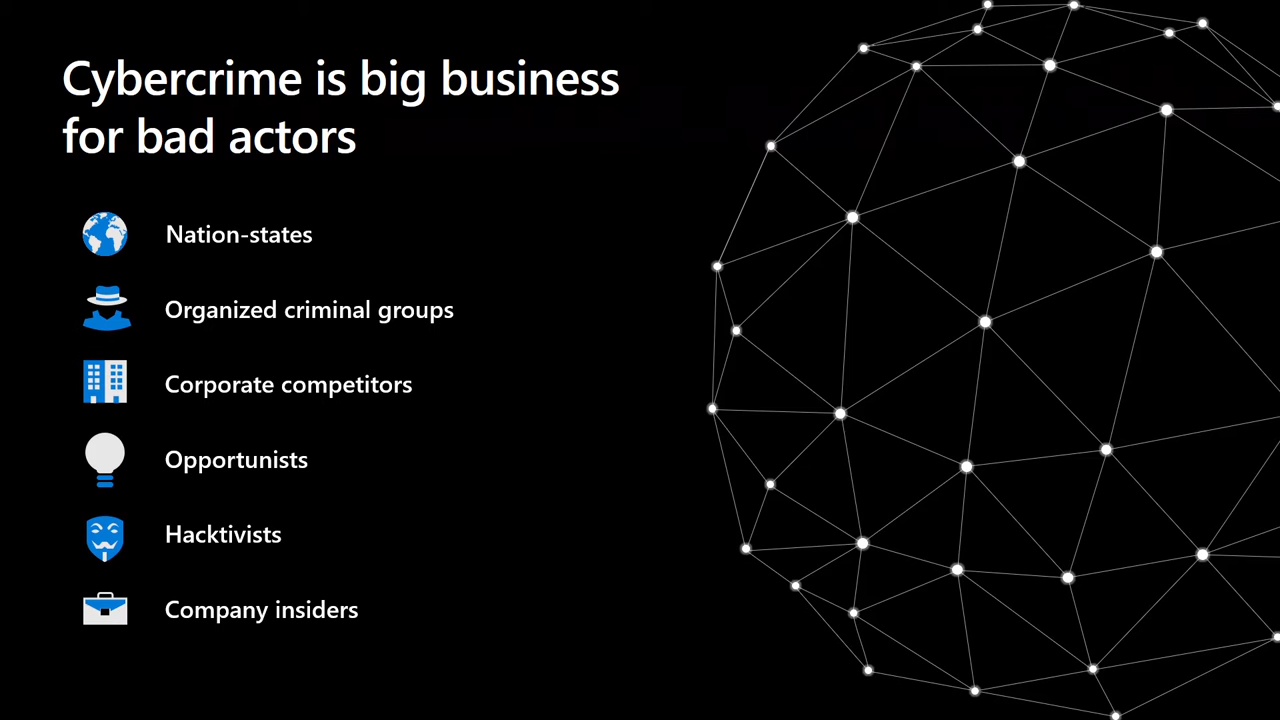 Cybercrime is big business
for bad actors
Nation-states
Organized criminal groups
Corporate competitors
Opportunists
Hacktivists
Company insiders